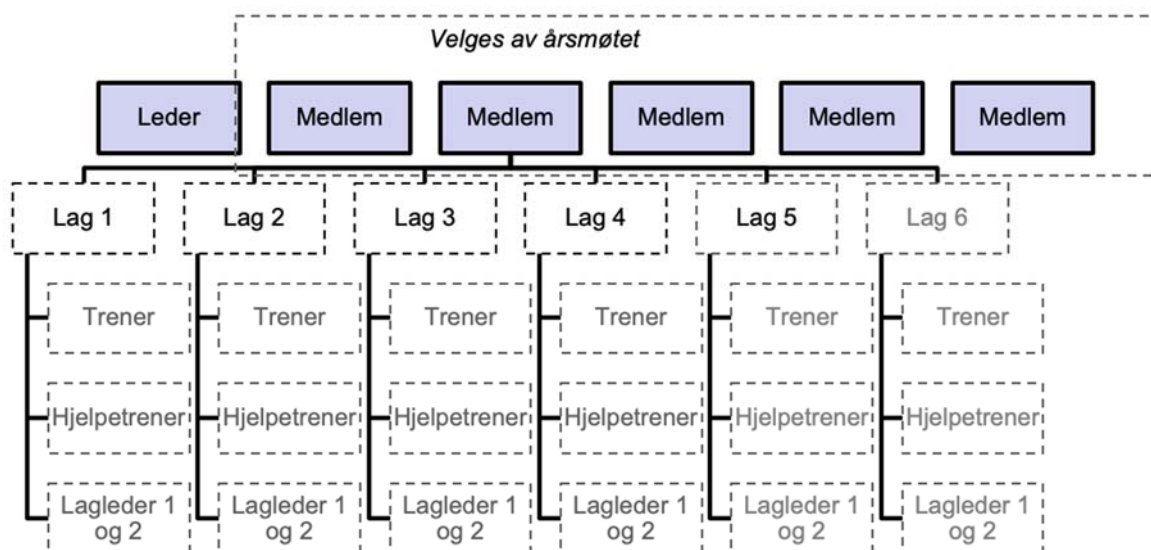 Velges av årsmøtet
Leder
Medlem
Medlem
Medlem
Medlem
Medlem
Lag 1
Lag 2
Lag 3
Lag 4
Lag 5
Lag 6
Trener
Trener
Trener
Trener
Trener
Trener
Hjelpetrener
Hjelpetrener
Hjelpetrener
Hjelpetrener
Hjelpetrener
Hjelpetrener
Lagleder 1
og 2
Lagleder 1
og 2
Lagleder 1
og 2
Lagleder 1
og 2
Lagleder 1
og 2
Lagleder 1
og 2